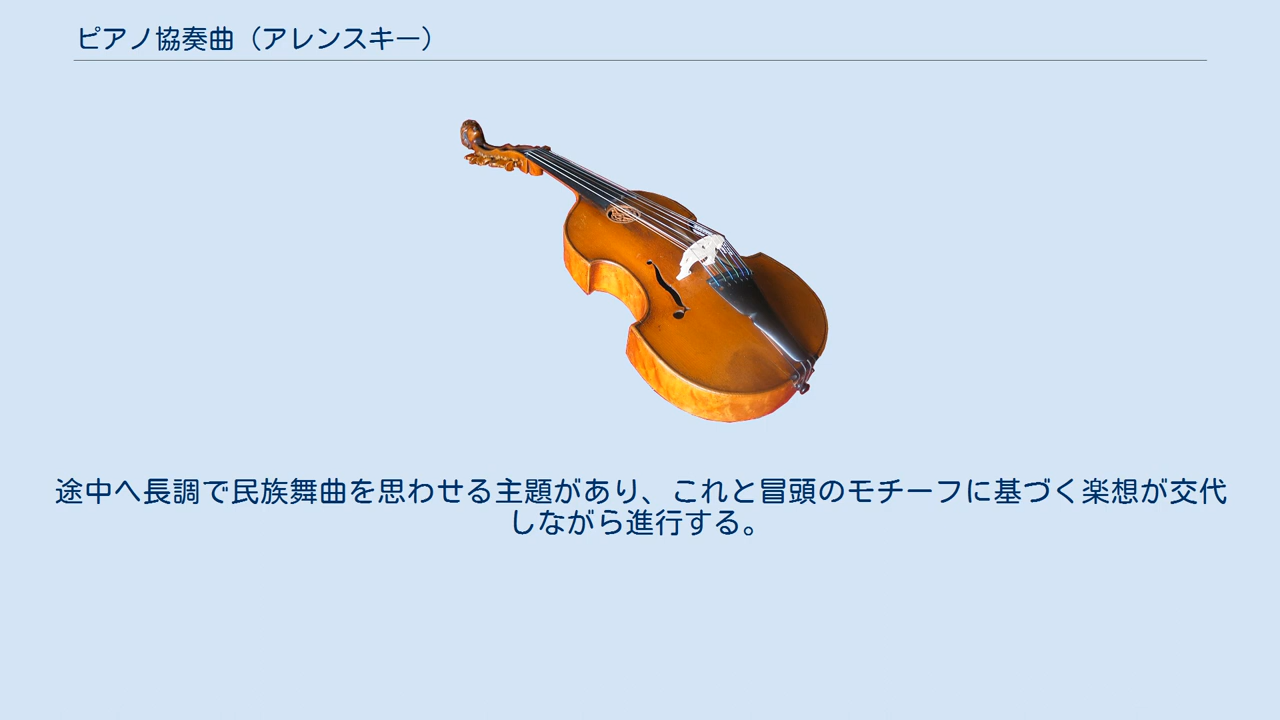 ピアノ協奏曲（アレンスキー）
途中へ長調で民族舞曲を思わせる主題があり、これと冒頭のモチーフに基づく楽想が交代
しながら進行する。